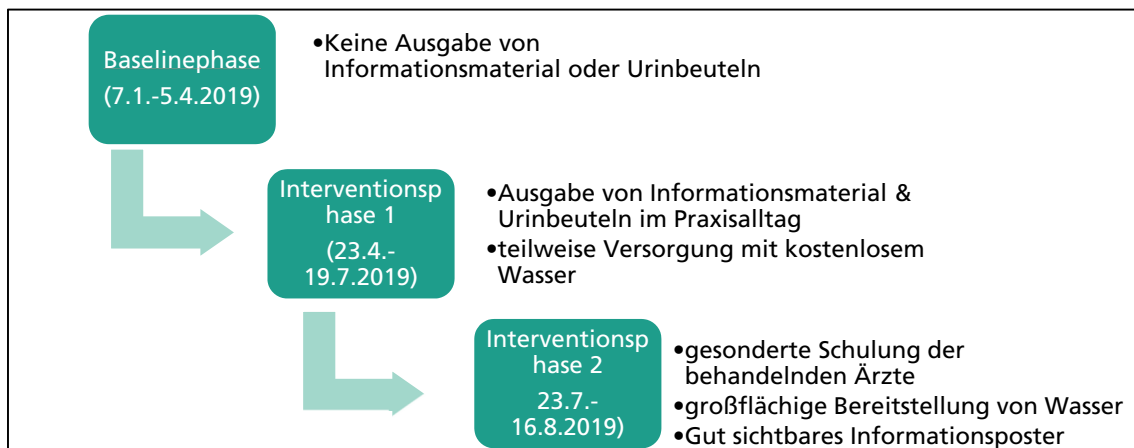 Baselinephase
(7.1.-5.4.2019)
•Keine Ausgabe von
Informationsmaterial oder Urinbeuteln
Interventionsp
hase 1
(23.4.-
19.7.2019)
•Ausgabe von Informationsmaterial &
Urinbeuteln im Praxisalltag
•teilweise Versorgung mit kostenlosem
Wasser
Interventionsp
hase 2
23.7.-
16.8.2019)
•gesonderte Schulung der
behandelnden Ärzte
•großflächige Bereitstellung von Wasser
•Gut sichtbares Informationsposter